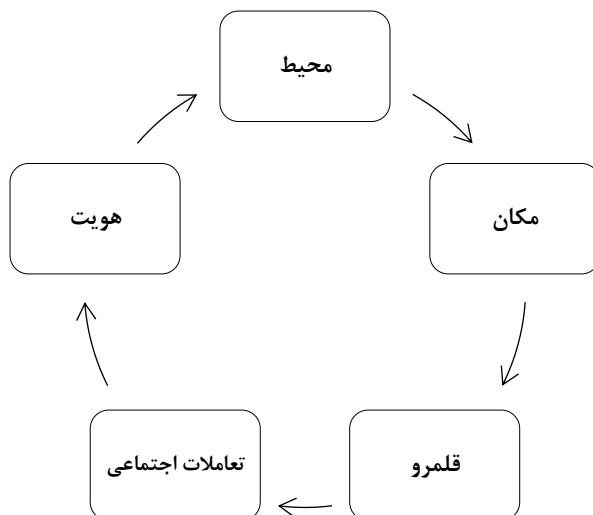 محیط
مکان
قلمرو
تعاملات اجتماعی
هویت